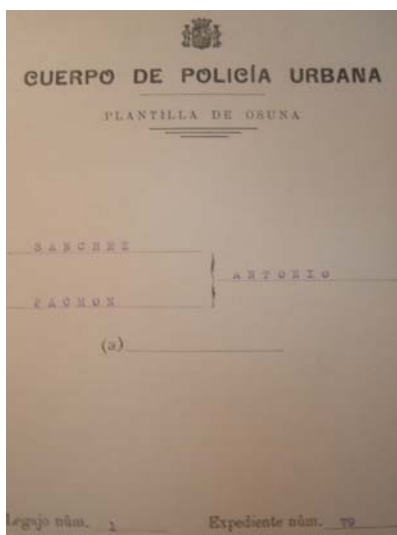 CUERPO DE POLICÍA URBANA
PLANTILLA DE OSUNA
SANCHEZ
ANTONIO
PACHON
(a)
Legajo núm. 1 Expediente núm. 79